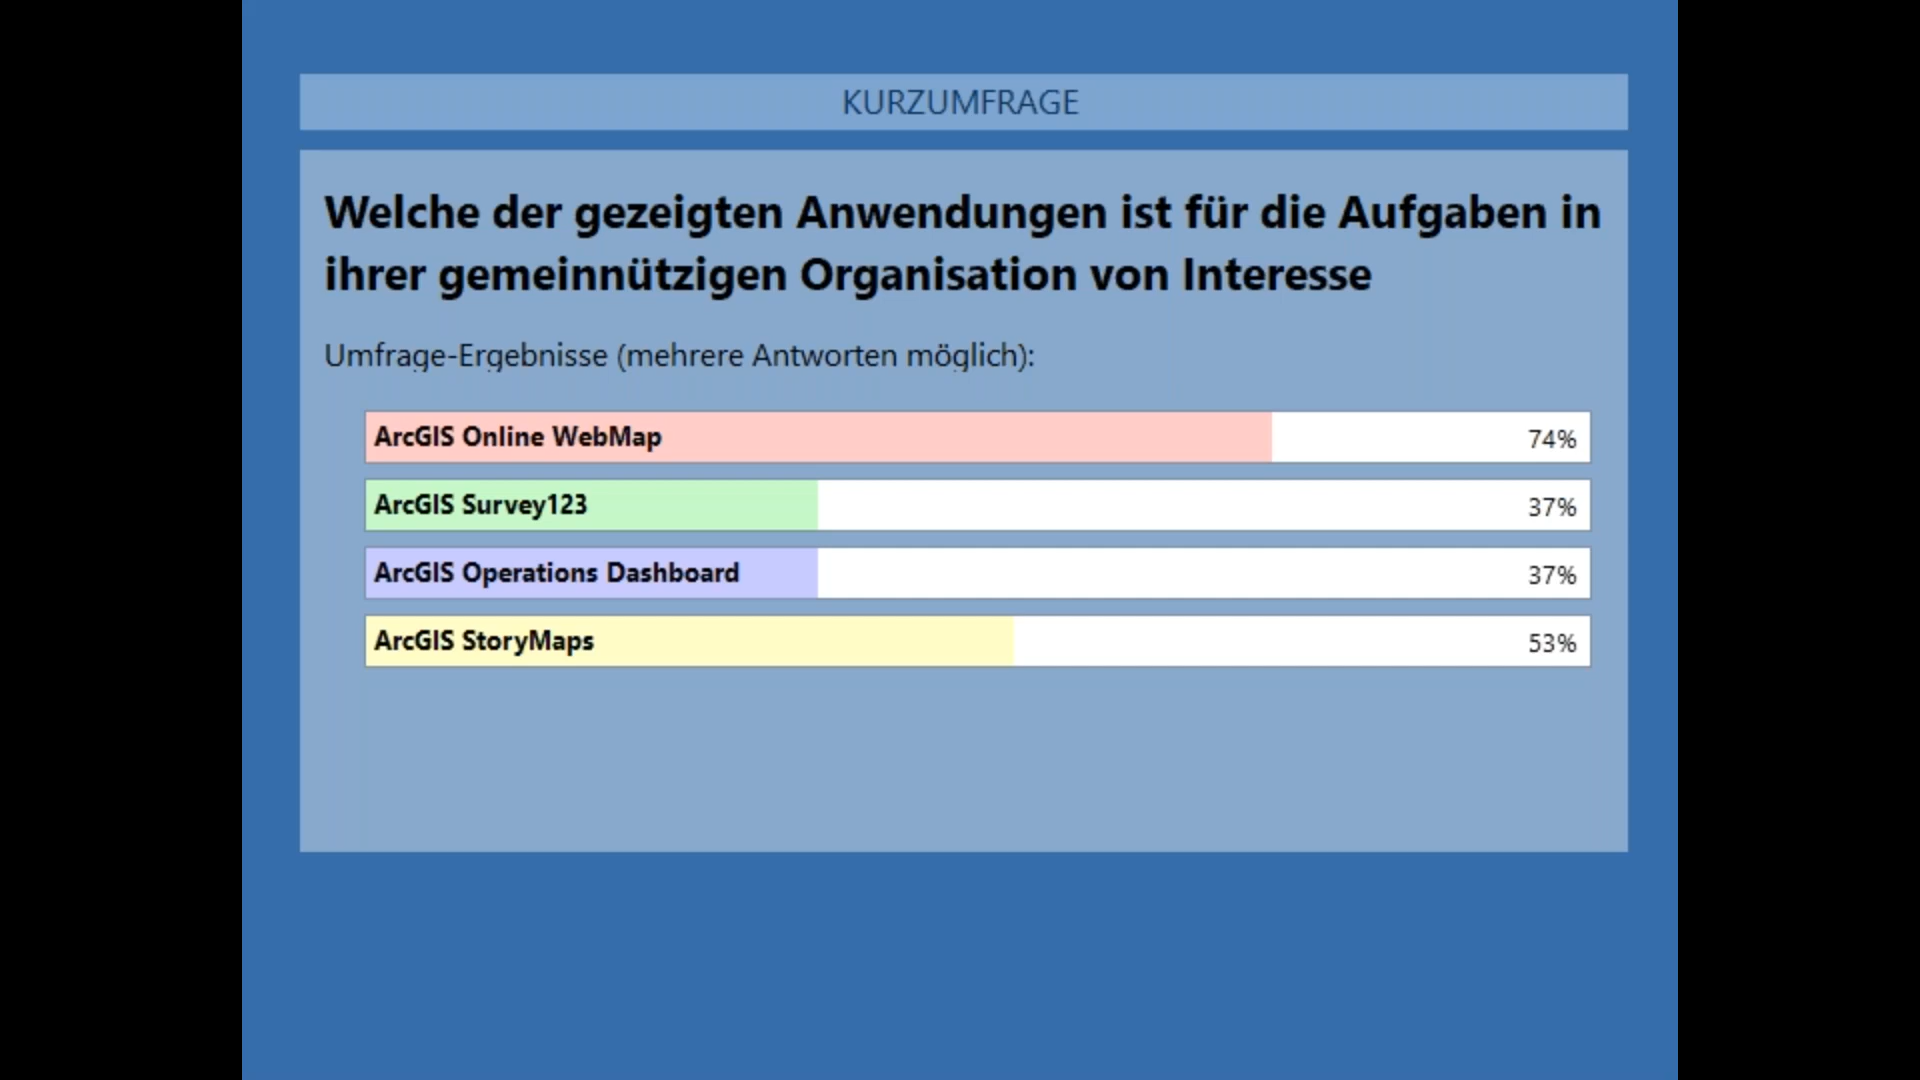 KURZUMFRAGE
Welche der gezeigten Anwendungen ist für die Aufgaben in
ihrer gemeinnützigen Organisation von Interesse
Umfrage-Ergebnisse (mehrere Antworten möglich):
ArcGIS Online WebMap 74%
ArcGIS Survey123 37%
ArcGIS Operations Dashboard 37%
ArcGIS StoryMaps 53%